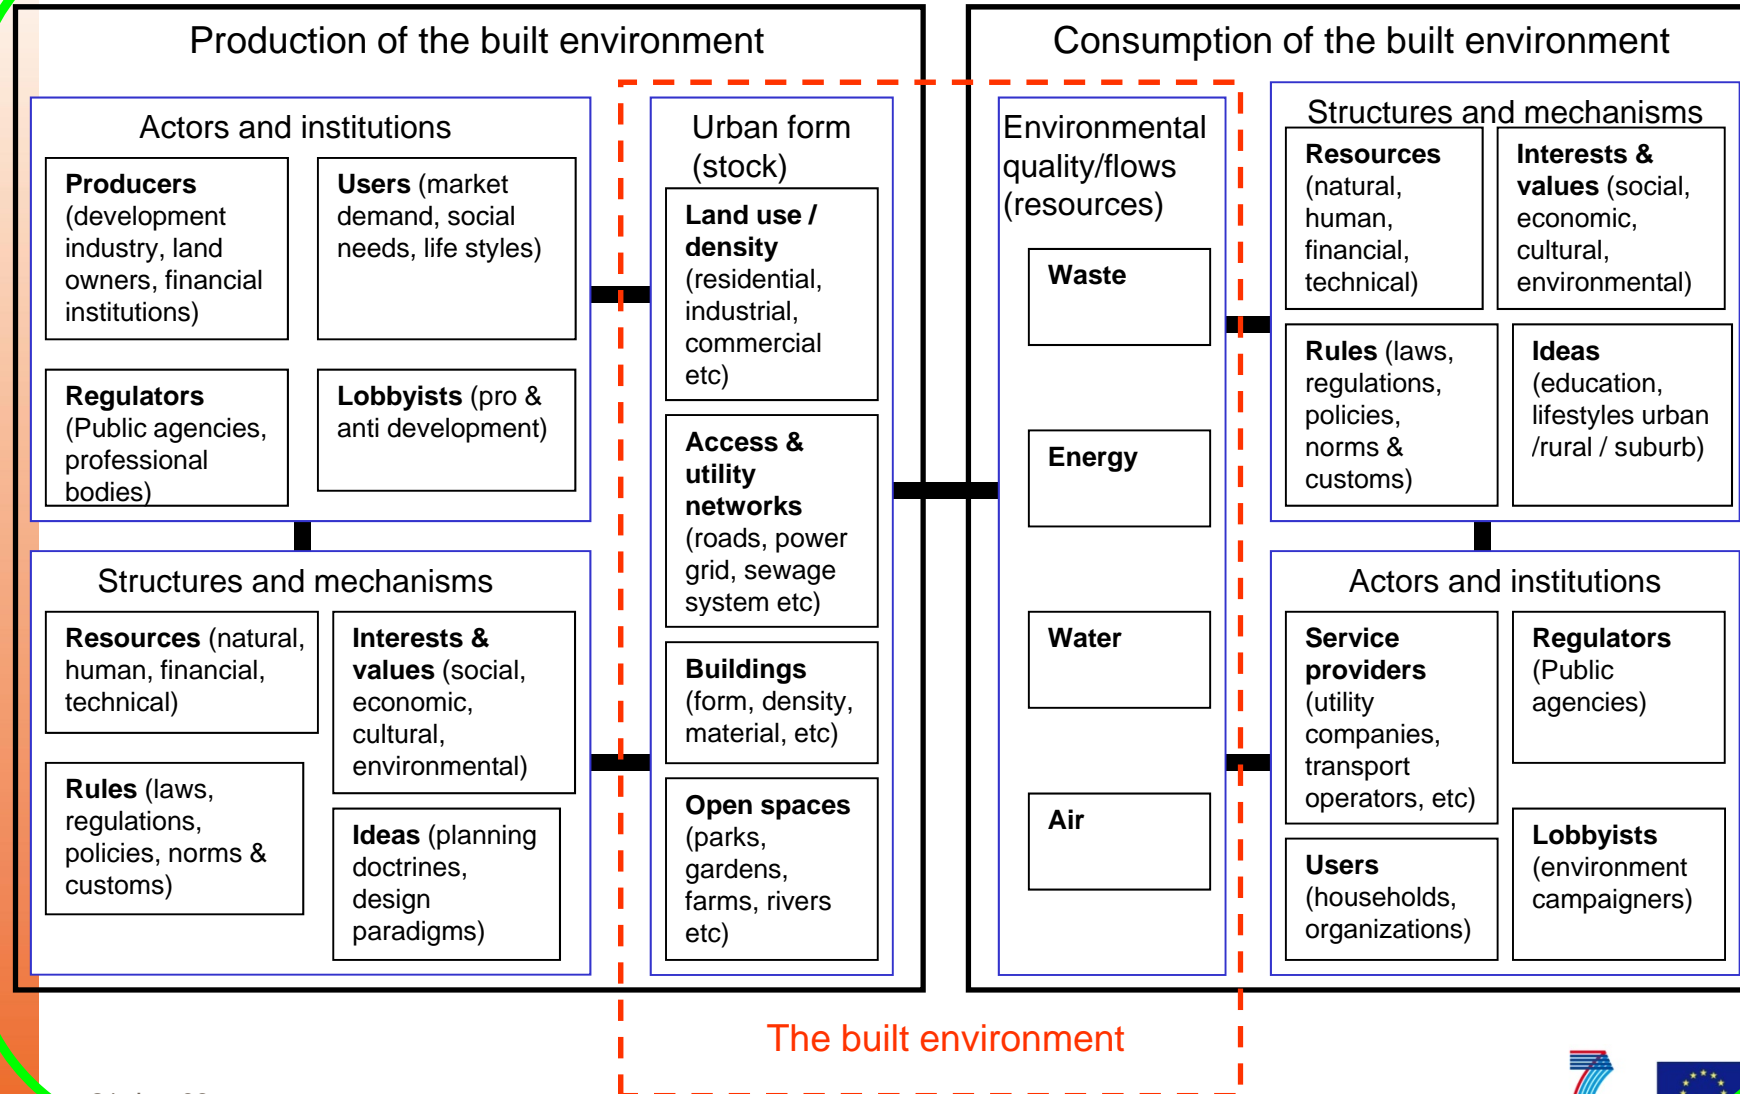 Production of the built environment
Actors and institutions
Producers
(development
industry, land
owners, financial
institutions)
Users (market
demand, social
needs, life styles)
Regulators
(Public agencies,
professional
bodies)
Lobbyists (pro &
anti development)
Structures and mechanisms
Resources (natural,
human, financial,
technical)
Interests &
values (social,
economic,
cultural,
environmental)
Rules (laws,
regulations,
policies, norms &
customs)
Ideas (planning
doctrines,
design
paradigms)
Urban form
(stock)
Land use /
density
(residential,
industrial,
commercial
etc)
Access &
utility
networks
(roads, power
grid, sewage
system etc)
Buildings
(form, density,
material, etc)
Open spaces
(parks,
gardens,
farms, rivers
etc)
Consumption of the built environment
Environmental
quality/flows
(resources)
Waste
Energy
Water
Air
Structures and mechanisms
Resources
(natural,
human,
financial,
technical)
Interests &
values (social,
economic,
cultural,
environmental)
Rules (laws,
regulations,
policies,
norms &
customs)
Ideas
(education,
lifestyles urban
/rural / suburb)
Actors and institutions
Service
providers
(utility
companies,
transport
operators, etc)
Regulators
(Public
agencies)
Users
(households,
organizations)
Lobbyists
(environment
campaigners)
The built environment